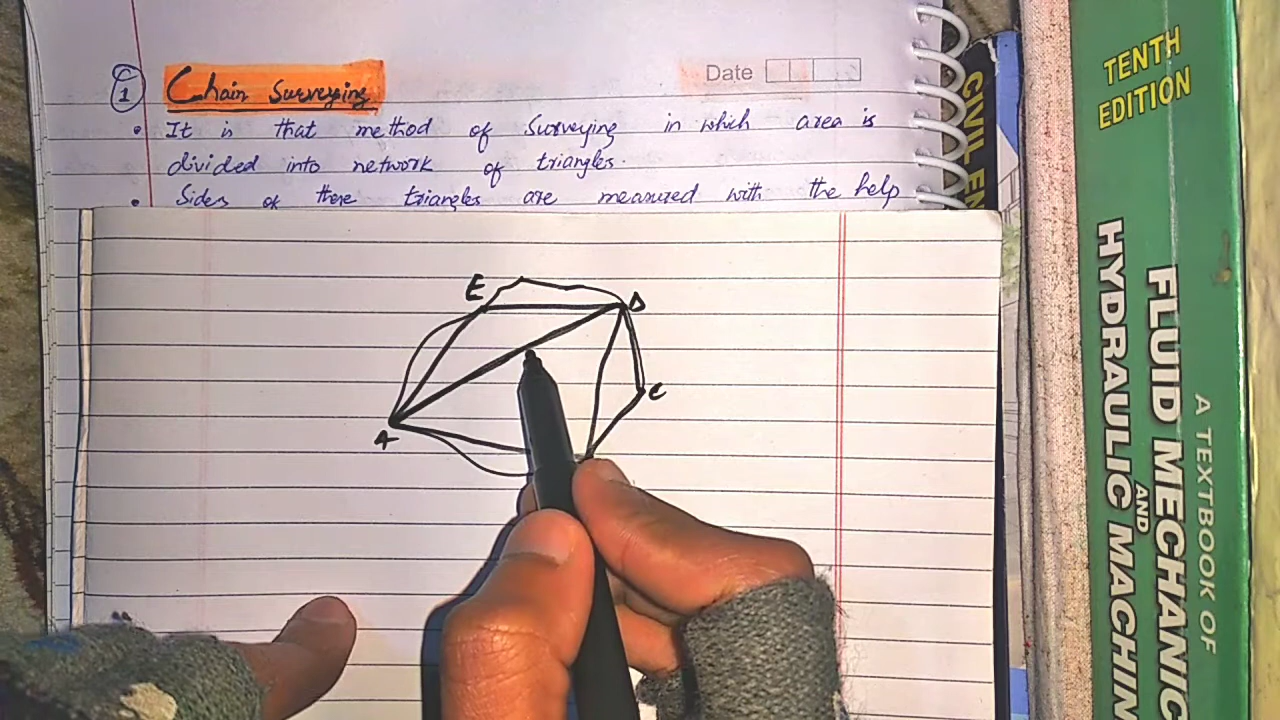 1 Chain Surveying
Date
It is that method of Surveying in which area is
divided into network of triangles.
Sides of these triangles are measured with the help
E
D
C
A
CIVIL EN
TENTH
EDITION
A TEXTBOOK OF
FLUID MECHANIC
AND
HYDRAULIC MACHIN